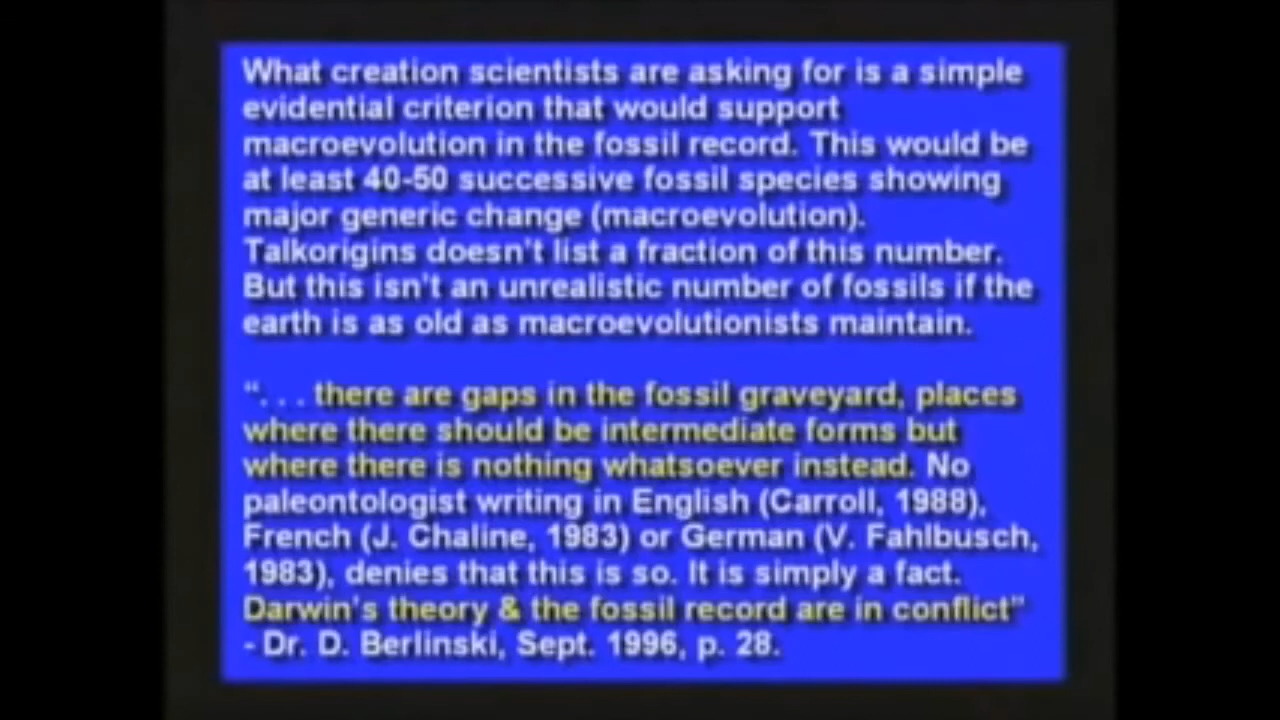 What creation scientists are asking for is a simple
evidential criterion that would support
macroevolution in the fossil record. This would be
at least 40-50 successive fossil species showing
major generic change (macroevolution).
Talkorigins doesn't list a fraction of this number.
But this isn't an unrealistic number of fossils if the
earth is as old as macroevolutionists maintain.
“. . . there are gaps in the fossil graveyard, places
where there should be intermediate forms but
where there is nothing whatsoever instead. No
paleontologist writing in English (Carroll, 1988),
French (J. Chaline, 1983) or German (V. Fahlbusch,
1983), denies that this is so. It is simply a fact.
Darwin's theory & the fossil record are in conflict”
- Dr. D. Berlinski, Sept. 1996, p. 28.